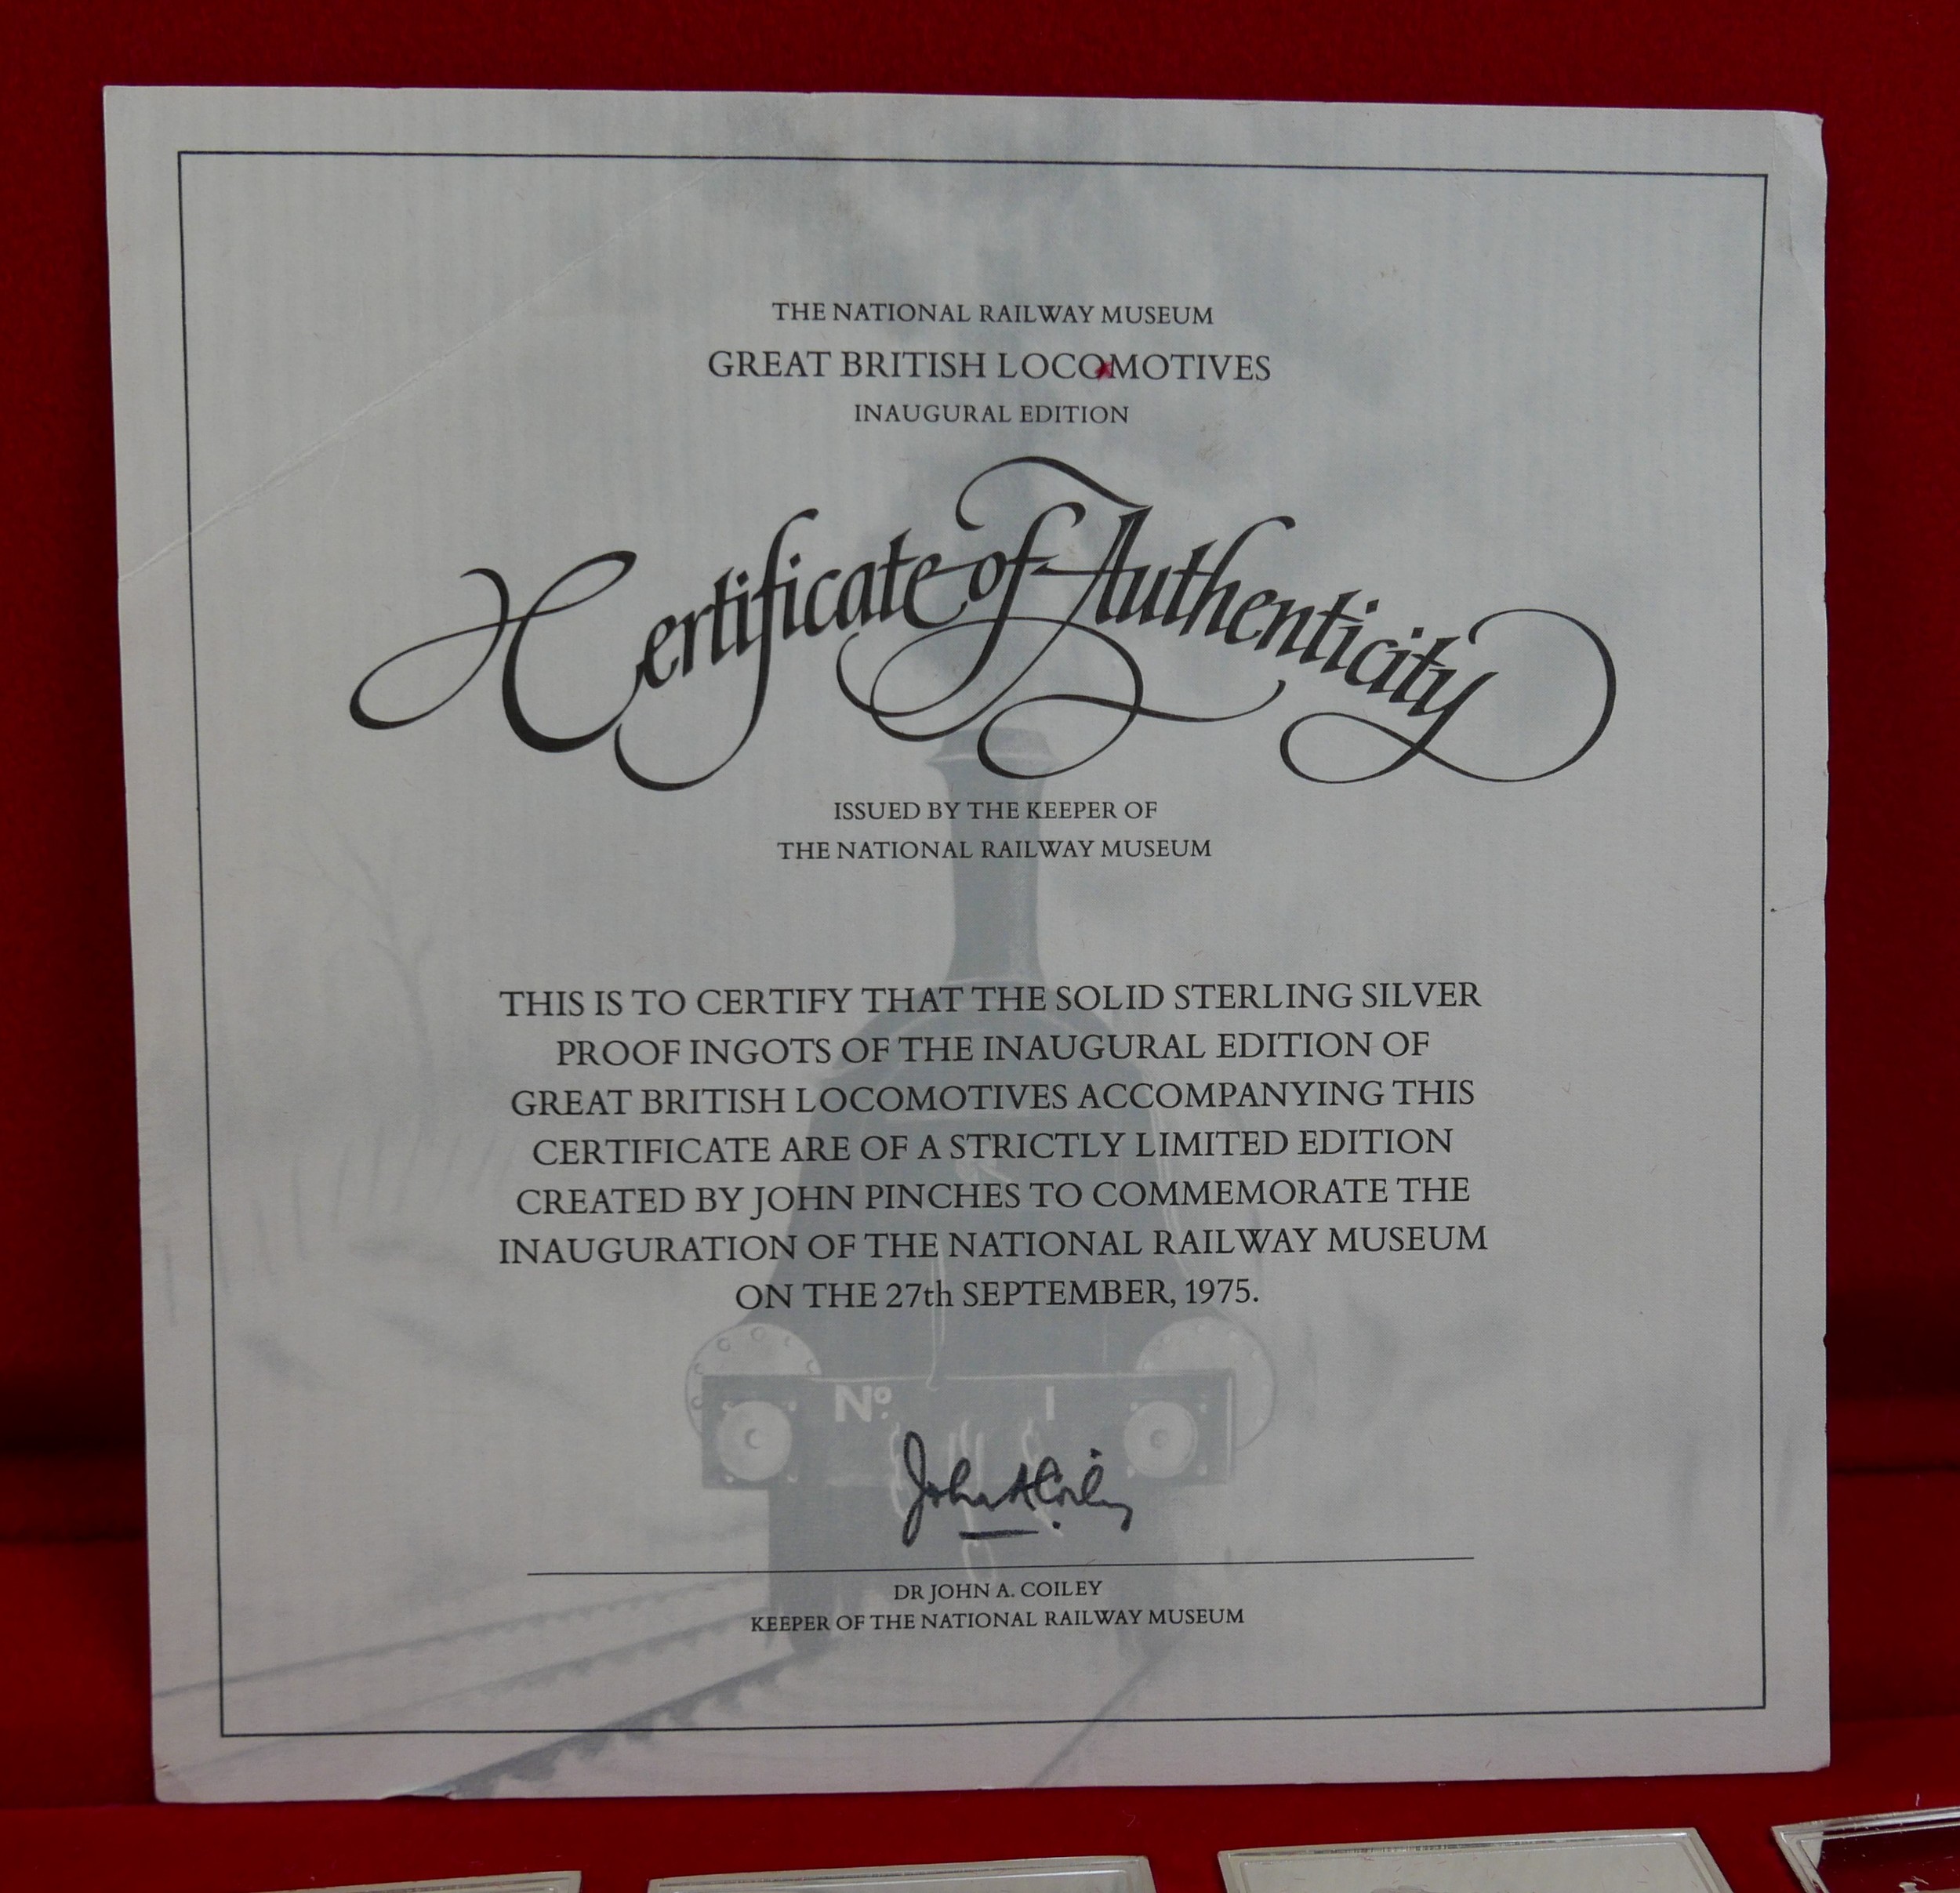 THE NATIONAL RAILWAY MUSEUM
GREAT BRITISH LOCOMOTIVES
INAUGURAL EDITION
Certificate of Authenticity
ISSUED BY THE KEEPER OF
THE NATIONAL RAILWAY MUSEUM
THIS IS TO CERTIFY THAT THE SOLID STERLING SILVER
PROOF INGOTS OF THE INAUGURAL EDITION OF
GREAT BRITISH LOCOMOTIVES ACCOMPANYING THIS
CERTIFICATE ARE OF A STRICTLY LIMITED EDITION
CREATED BY JOHN PINCHES TO COMMEMORATE THE
INAUGURATION OF THE NATIONAL RAILWAY MUSEUM
ON THE 27th SEPTEMBER, 1975.
No. 1
John A Coiley
DR JOHN A. COILEY
KEEPER OF THE NATIONAL RAILWAY MUSEUM